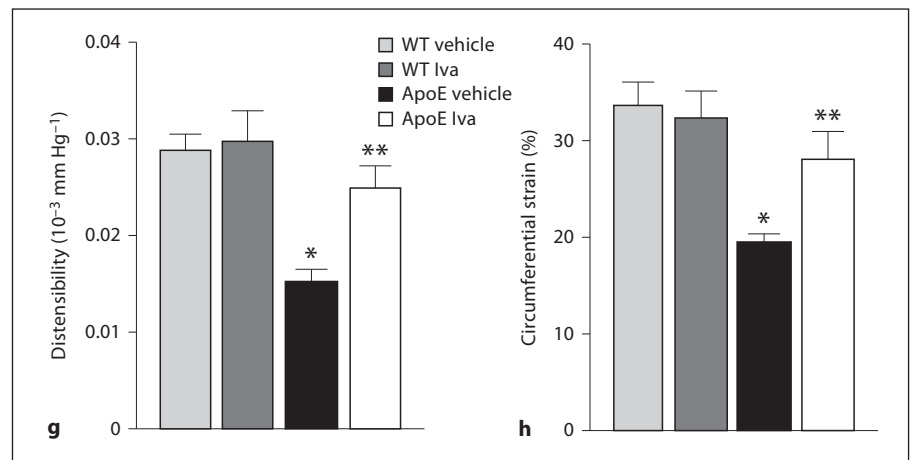 0.04
0.03
0.02
0.01
0
Distensibility (10⁻³ mm Hg⁻¹)
*
**
g
WT vehicle
WT Iva
ApoE vehicle
ApoE Iva
40
30
20
10
0
Circumferential strain (%)
*
**
h